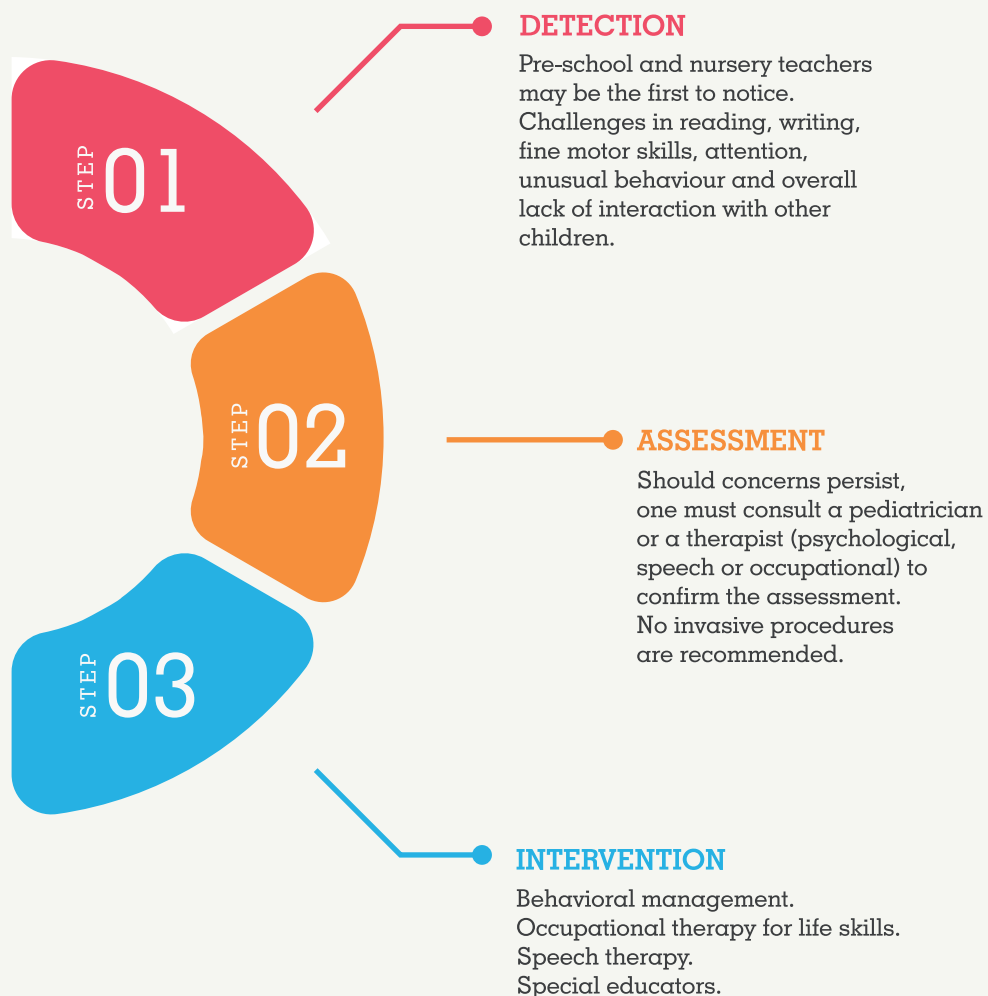 STEP 01
DETECTION
Pre-school and nursery teachers
may be the first to notice.
Challenges in reading, writing,
fine motor skills, attention,
unusual behaviour and overall
lack of interaction with other
children.
STEP 02
ASSESSMENT
Should concerns persist,
one must consult a pediatrician
or a therapist (psychological,
speech or occupational) to
confirm the assessment.
No invasive procedures
are recommended.
STEP 03
INTERVENTION
Behavioral management.
Occupational therapy for life skills.
Speech therapy.
Special educators.